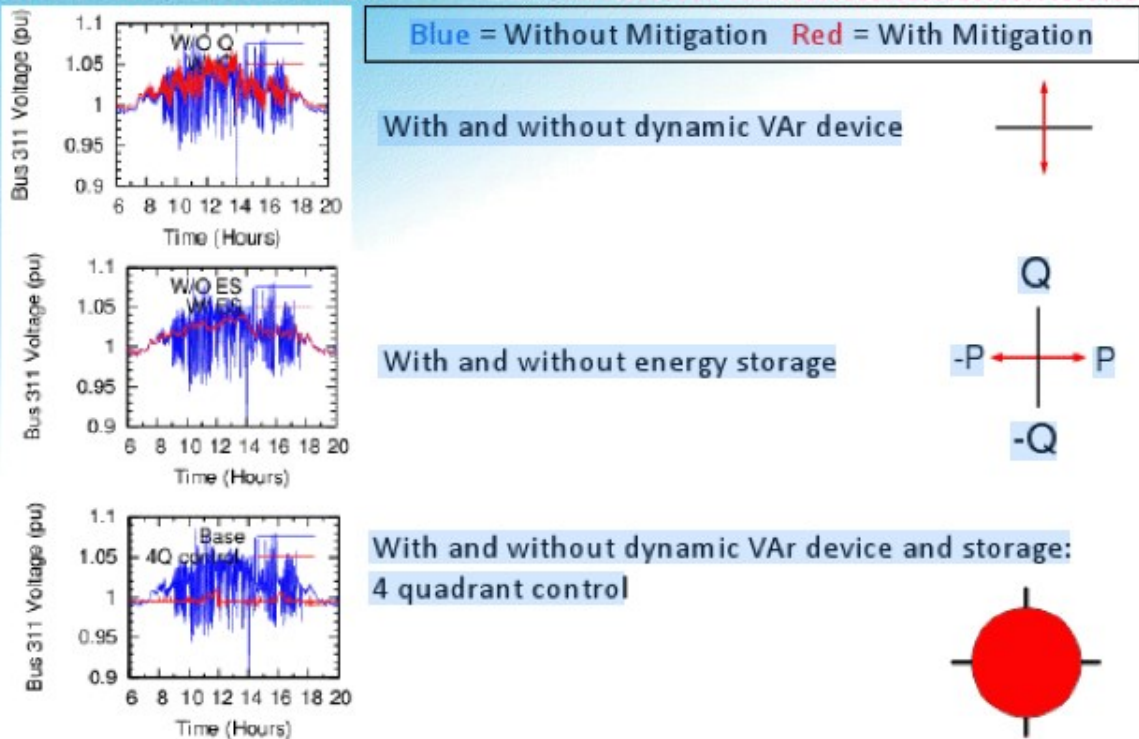 Blue = Without Mitigation Red = With Mitigation
Bus 311 Voltage (pu)
1.1
1.05
1
0.95
0.9
W/O Q
6 8 10 12 14 16 18 20
Time (Hours)
With and without dynamic VAr device
Bus 311 Voltage (pu)
1.1
1.05
1
0.95
0.9
W/O ES
W/ ES
6 8 10 12 14 16 18 20
Time (Hours)
With and without energy storage
Q
-P P
-Q
Bus 311 Voltage (pu)
1.1
1.05
1
0.95
0.9
Base
4Q control
6 8 10 12 14 16 18 20
Time (Hours)
With and without dynamic VAr device and storage:
4 quadrant control